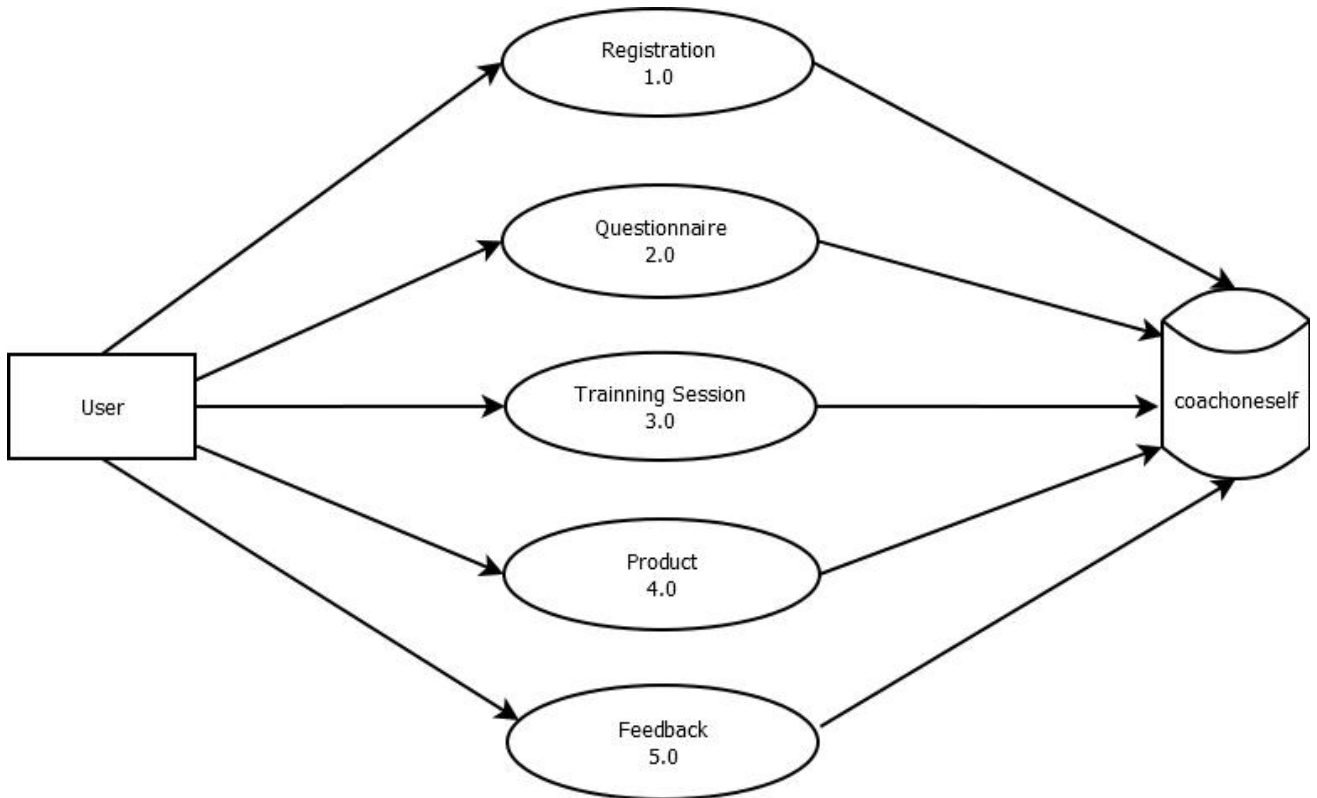 Registration
1.0
Questionnaire
2.0
User
Trainning Session
3.0
coachoneself
Product
4.0
Feedback
5.0